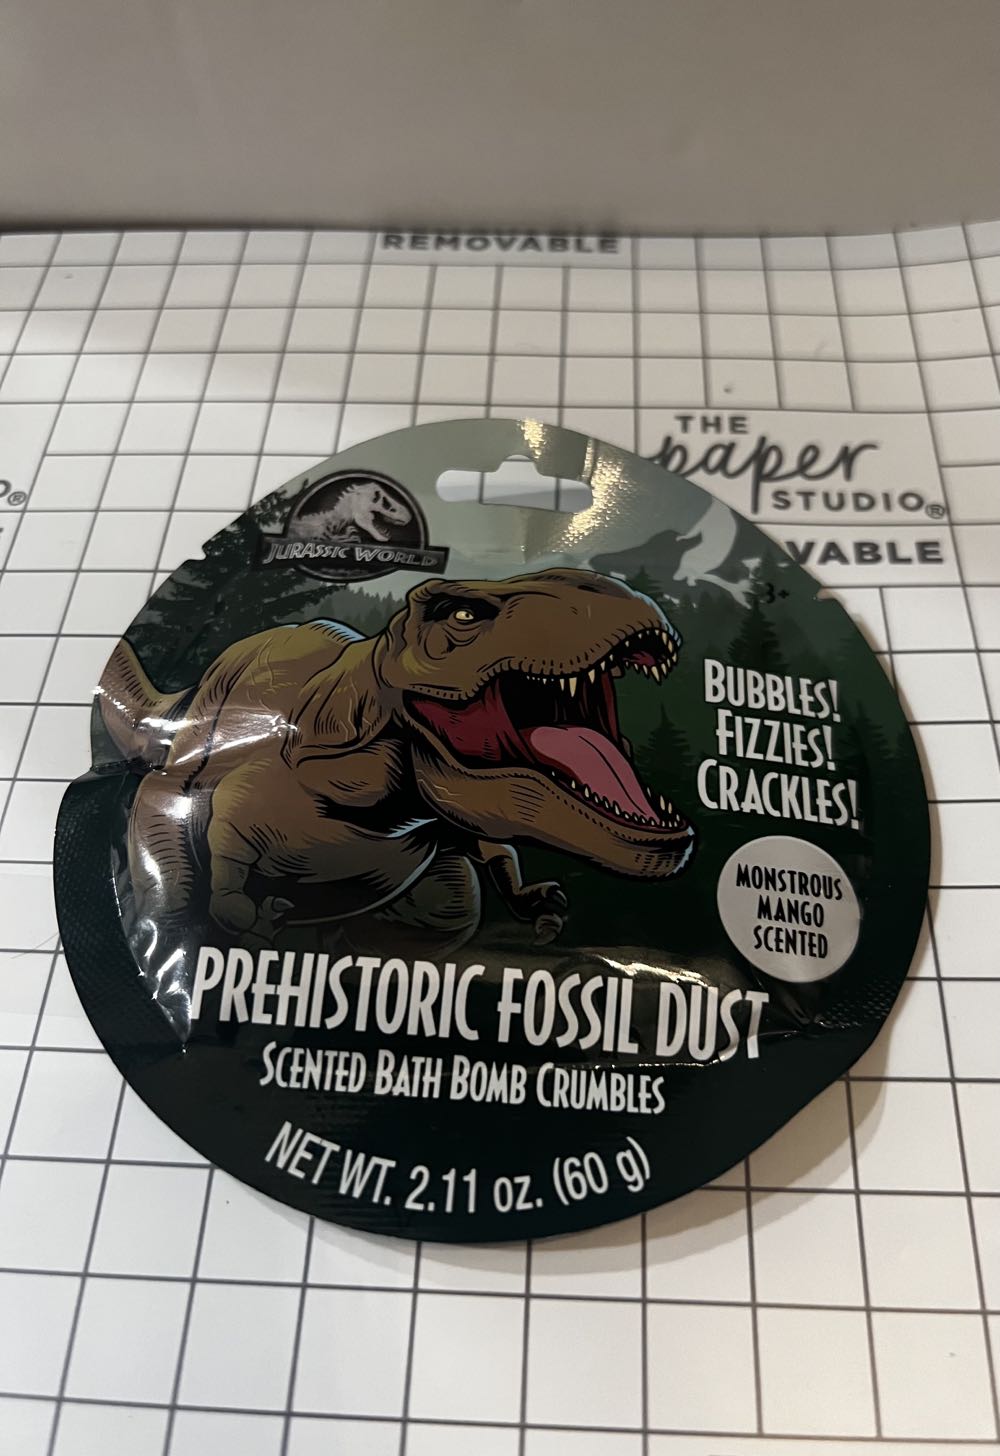 REMOVABLE
THE
paper
STUDIO®
VABLE
®
JURASSIC WORLD
3+
BUBBLES!
FIZZIES!
CRACKLES!
MONSTROUS
MANGO
SCENTED
PREHISTORIC FOSSIL DUST
SCENTED BATH BOMB CRUMBLES
NET WT. 2.11 oz. (60 g)